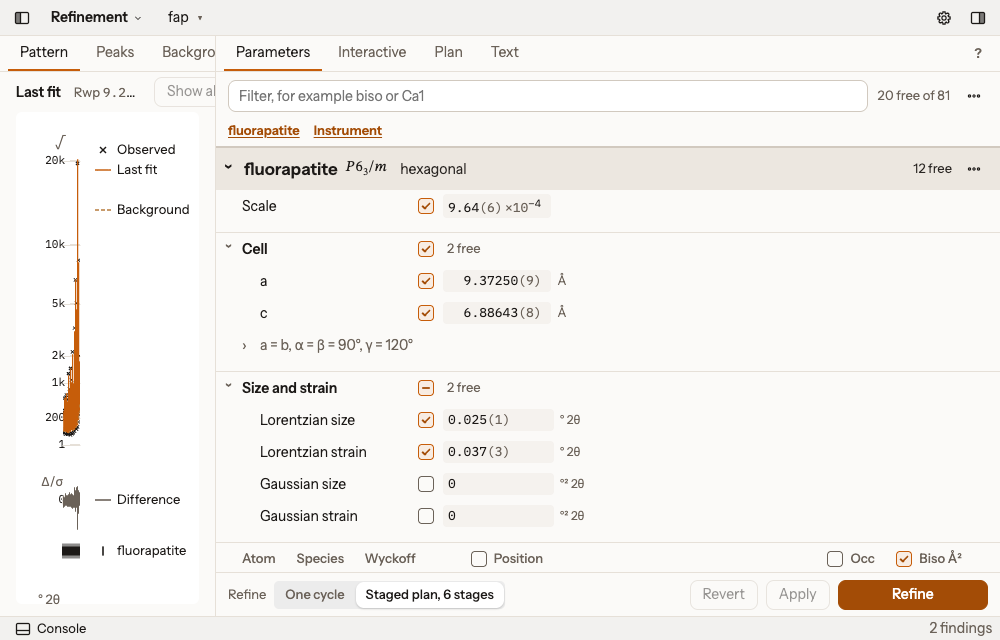 Refinement fap
Pattern Peaks Backgro
Parameters Interactive Plan Text ?
Last fit Rwp 9.2… Show al
Filter, for example biso or Ca1
20 free of 81
fluorapatite Instrument
√
20k
10k
5k
2k
1k
200
1
Observed
Last fit
Background
Δ/σ
0
Difference
fluorapatite
° 2θ
fluorapatite P6₃/m hexagonal 12 free
Scale 9.64(6) ×10⁻⁴
Cell 2 free
a 9.37250(9) Å
c 6.88643(8) Å
a = b, α = β = 90°, γ = 120°
Size and strain 2 free
Lorentzian size 0.025(1) ° 2θ
Lorentzian strain 0.037(3) ° 2θ
Gaussian size 0 °² 2θ
Gaussian strain 0 °² 2θ
Atom Species Wyckoff Position Occ Biso Å²
Refine One cycle Staged plan, 6 stages Revert Apply Refine
Console 2 findings